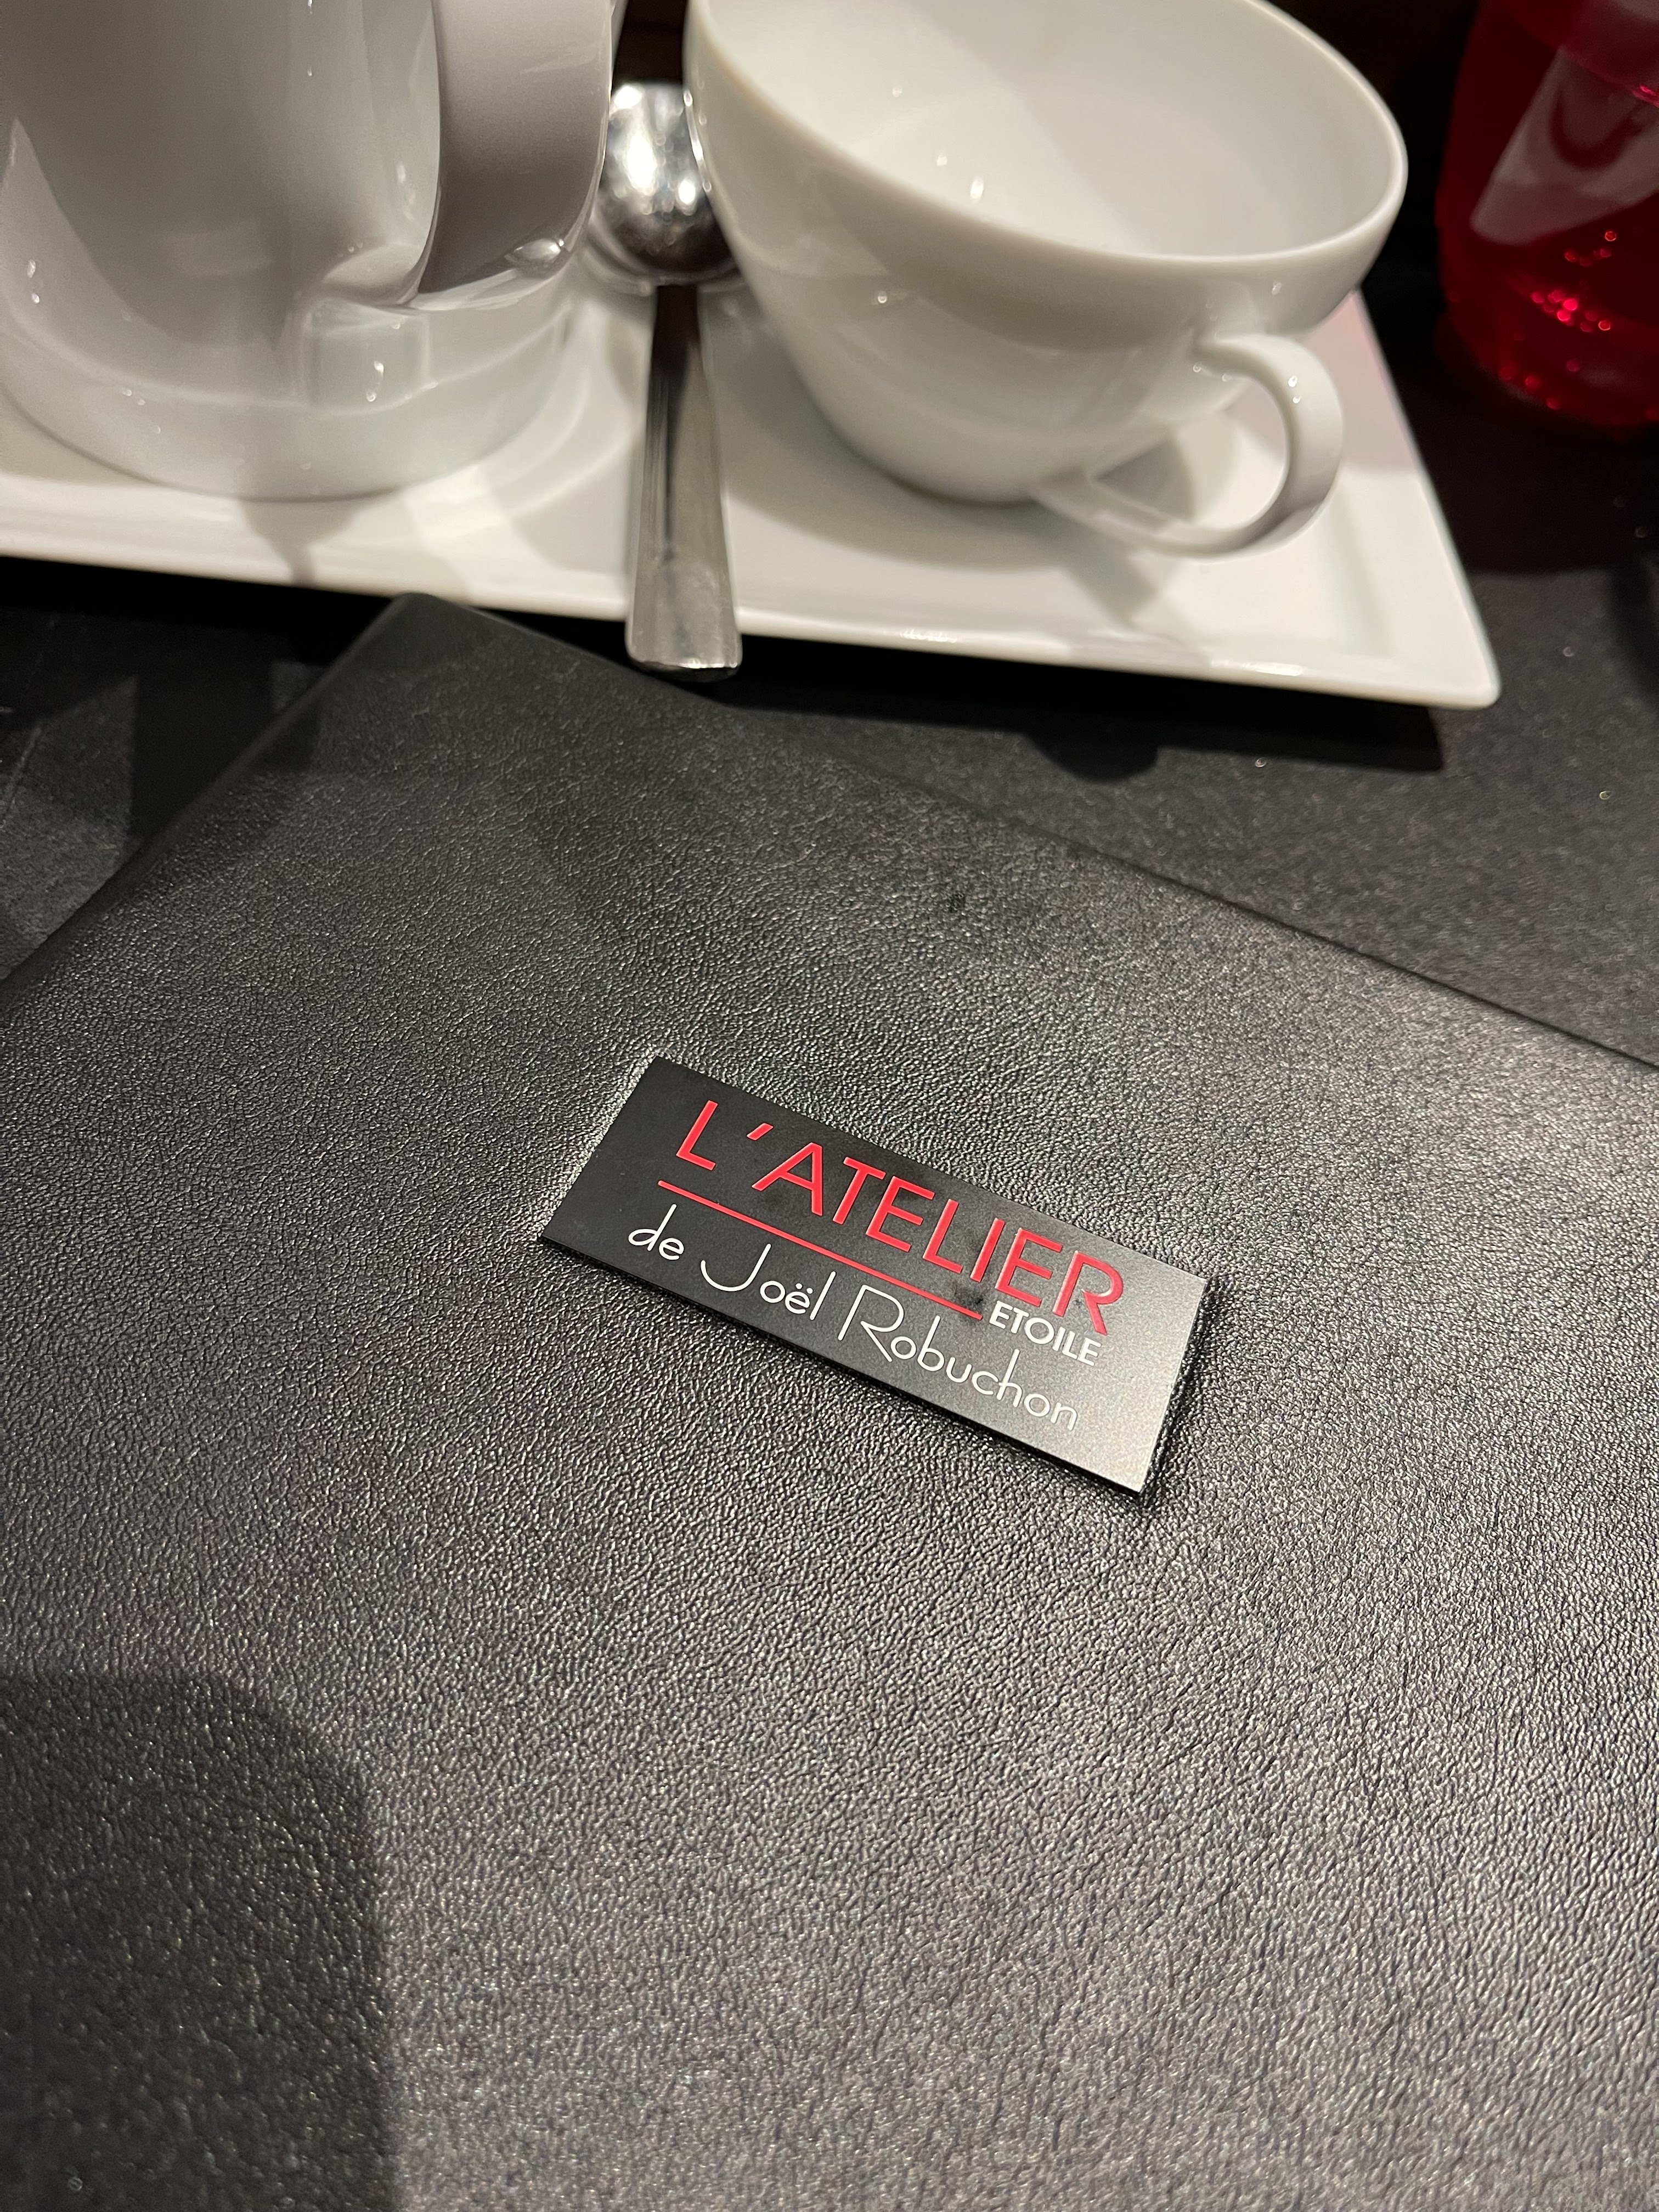 L'ATELIER
ETOILE
de Joël Robuchon